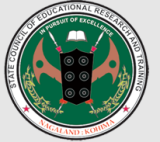 STATE COUNCIL OF EDUCATIONAL RESEARCH AND TRAINING
IN PURSUIT OF EXCELLENCE
NAGALAND : KOHIMA